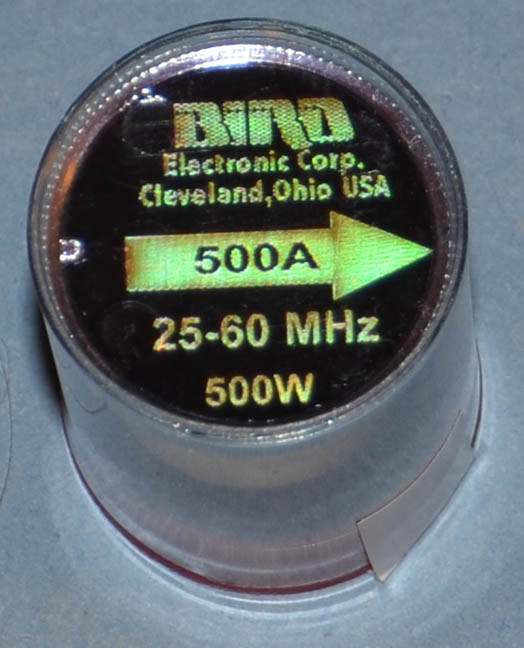 BIRD
Electronic Corp.
Cleveland,Ohio USA
500A
25-60 MHz
500W